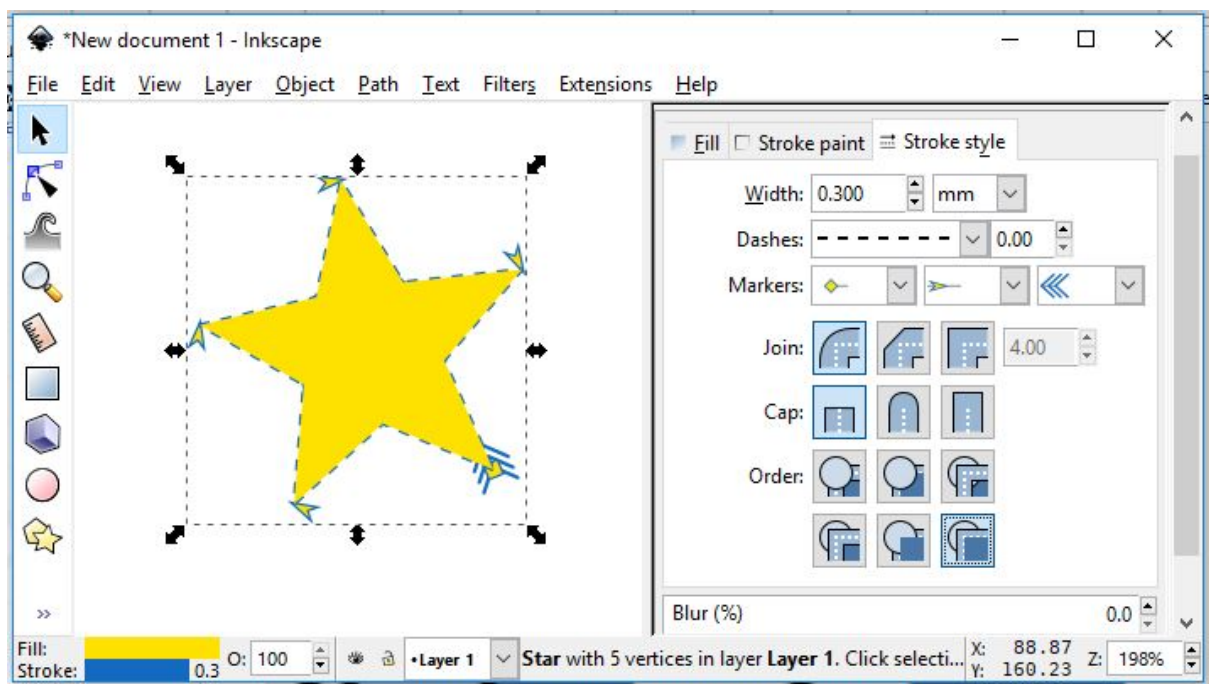 *New document 1 - Inkscape
File Edit View Layer Object Path Text Filters Extensions Help
Fill Stroke paint Stroke style
Width: 0.300 mm
Dashes: 0.00
Markers:
Join: 4.00
Cap:
Order:
Blur (%) 0.0
Fill:
Stroke: 0.3 O: 100 •Layer 1 Star with 5 vertices in layer Layer 1. Click selecti... X: 88.87 Z: 198%
Y: 160.23